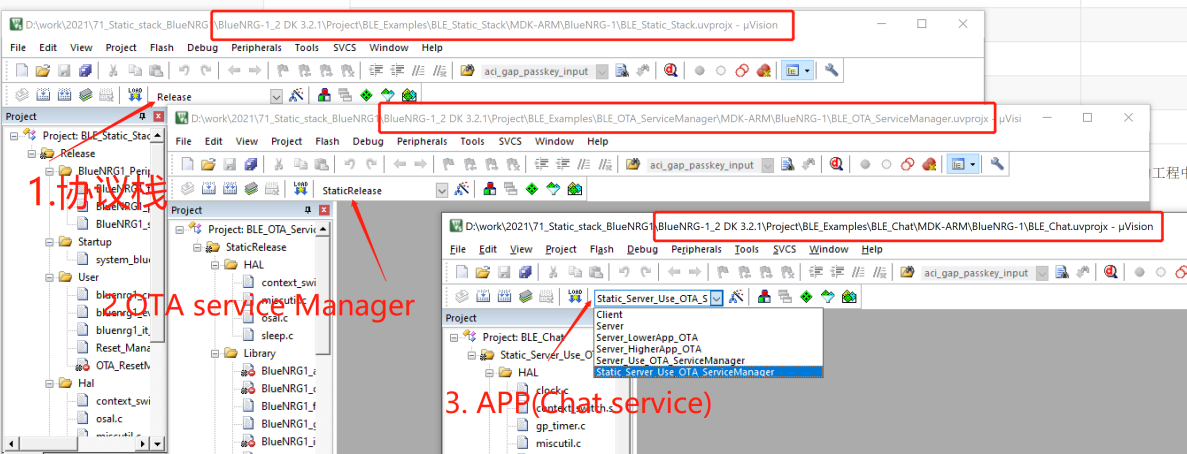 D:\work\2021\71_Static_stack_BlueNRG1\BlueNRG-1_2 DK 3.2.1\Project\BLE_Examples\BLE_Static_Stack\MDK-ARM\BlueNRG-1\BLE_Static_Stack.uvprojx - µVision
File Edit View Project Flash Debug Peripherals Tools SVCS Window Help
aci_gap_passkey_input
Release
Project
Project: BLE_Static_Stac
Release
BlueNRG1_Perip
BlueNRG1_s
Startup
system_blue
User
bluenrg1_it_
Reset_Mana
OTA_ResetM
Hal
context_swi
osal.c
1.协议栈
D:\work\2021\71_Static_stack_BlueNRG1\BlueNRG-1_2 DK 3.2.1\Project\BLE_Examples\BLE_OTA_ServiceManager\MDK-ARM\BlueNRG-1\BLE_OTA_ServiceManager.uvprojx - µVisi
File Edit View Project Flash Debug Peripherals Tools SVCS Window Help
aci_gap_passkey_input
StaticRelease
Project
Project: BLE_OTA_Servic
StaticRelease
HAL
context_swi
miscutil.c
osal.c
sleep.c
Library
BlueNRG1_a
BlueNRG1_c
BlueNRG1_f
BlueNRG1_g
BlueNRG1_i
2.OTA service Manager
工程中
D:\work\2021\71_Static_stack_BlueNRG1\BlueNRG-1_2 DK 3.2.1\Project\BLE_Examples\BLE_Chat\MDK-ARM\BlueNRG-1\BLE_Chat.uvprojx - µVision
File Edit View Project Flash Debug Peripherals Tools SVCS Window Help
aci_gap_passkey_input
Static_Server_Use_OTA_S
Client
Server
Server_LowerApp_OTA
Server_HigherApp_OTA
Server_Use_OTA_ServiceManager
Static_Server_Use_OTA_ServiceManager
Project
Project: BLE_Chat
Static_Server_Use_O
HAL
clock.c
context_switch.s
gp_timer.c
miscutil.c
3. APP(Chat service)